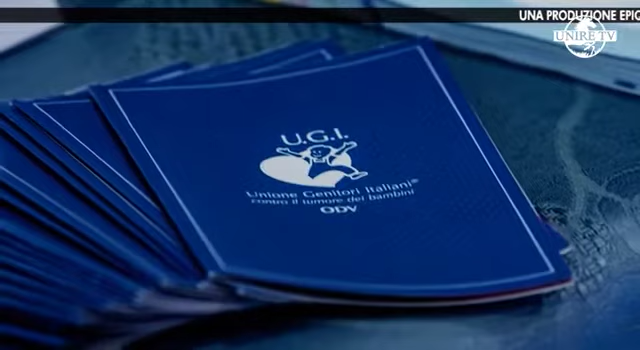 UNA PRODUZIONE EPIC
UNIRE TV
U.G.I.
Unione Genitori Italiani®
contro il tumore dei bambini
ODV